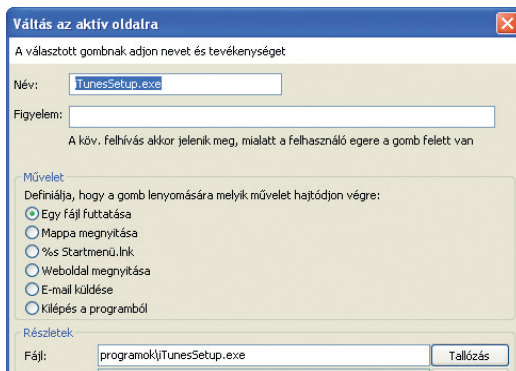 Váltás az aktív oldalra
A választott gombnak adjon nevet és tevékenységet
Név: iTunesSetup.exe
Figyelem:
A köv. felhívás akkor jelenik meg, mialatt a felhasználó egere a gomb felett van
Művelet
Definiálja, hogy a gomb lenyomására melyik művelet hajtódjon végre:
Egy fájl futtatása
Mappa megnyitása
%s Startmenü.lnk
Weboldal megnyitása
E-mail küldése
Kilépés a programból
Részletek
Fájl: programok\iTunesSetup.exe Tallózás